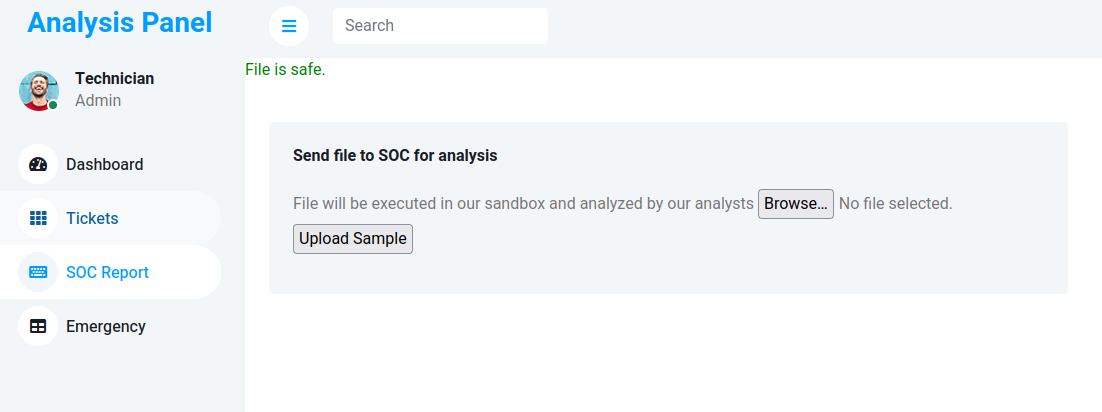 Analysis Panel
Search
File is safe.
Technician
Admin
Dashboard
Tickets
SOC Report
Emergency
Send file to SOC for analysis
File will be executed in our sandbox and analyzed by our analysts Browse... No file selected.
Upload Sample